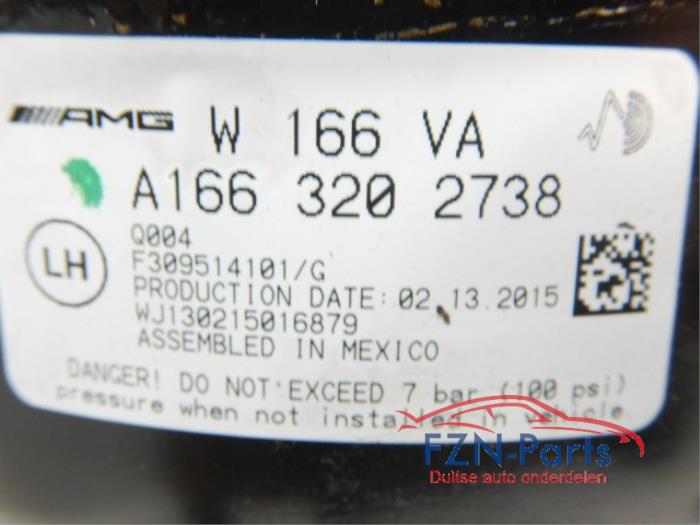 AMG W 166 VA
A166 320 2738
LH
Q004
F309514101/G
PRODUCTION DATE: 02.13.2015
WJ130215016879
ASSEMBLED IN MEXICO
DANGER! DO NOT EXCEED 7 bar (100 psi)
pressure when not installed in vehicle
FZN-Parts
Duitse auto onderdelen